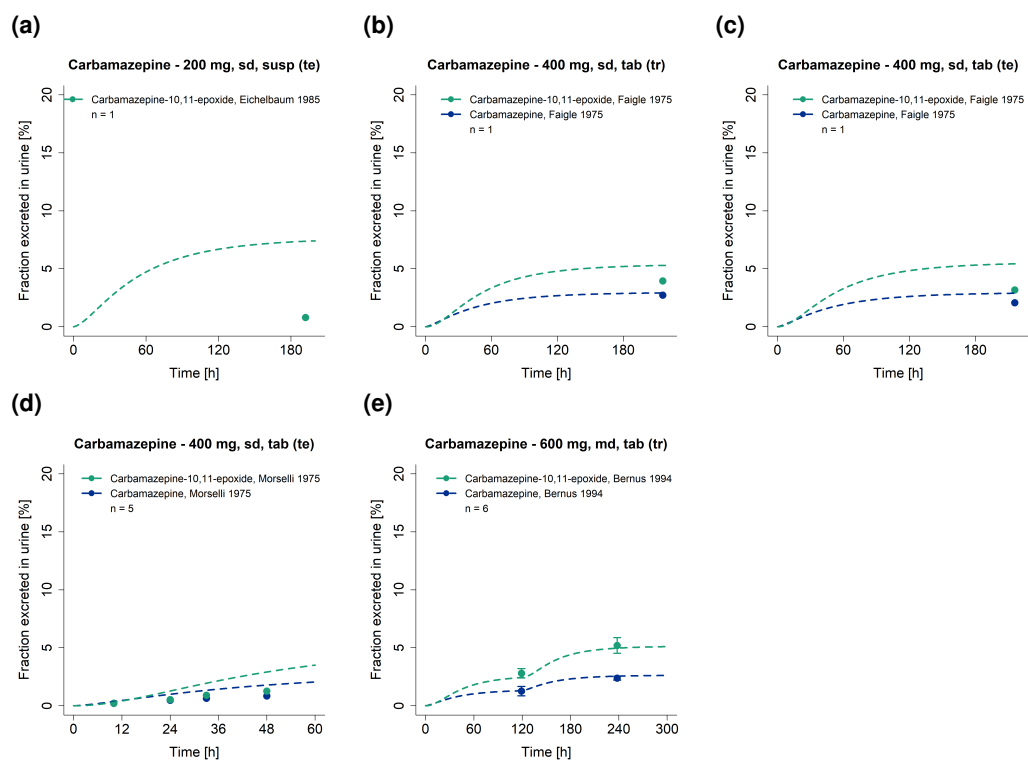 (a)
Carbamazepine - 200 mg, sd, susp (te)
Fraction excreted in urine [%]
20
15
10
5
0
Carbamazepine-10,11-epoxide, Eichelbaum 1985
n = 1
0 60 120 180
Time [h]
(b)
Carbamazepine - 400 mg, sd, tab (tr)
Fraction excreted in urine [%]
20
15
10
5
0
Carbamazepine-10,11-epoxide, Faigle 1975
Carbamazepine, Faigle 1975
n = 1
0 60 120 180
Time [h]
(c)
Carbamazepine - 400 mg, sd, tab (te)
Fraction excreted in urine [%]
20
15
10
5
0
Carbamazepine-10,11-epoxide, Faigle 1975
Carbamazepine, Faigle 1975
n = 1
0 60 120 180
Time [h]
(d)
Carbamazepine - 400 mg, sd, tab (te)
Fraction excreted in urine [%]
20
15
10
5
0
Carbamazepine-10,11-epoxide, Morselli 1975
Carbamazepine, Morselli 1975
n = 5
0 12 24 36 48 60
Time [h]
(e)
Carbamazepine - 600 mg, md, tab (tr)
Fraction excreted in urine [%]
20
15
10
5
0
Carbamazepine-10,11-epoxide, Bernus 1994
Carbamazepine, Bernus 1994
n = 6
0 60 120 180 240 300
Time [h]